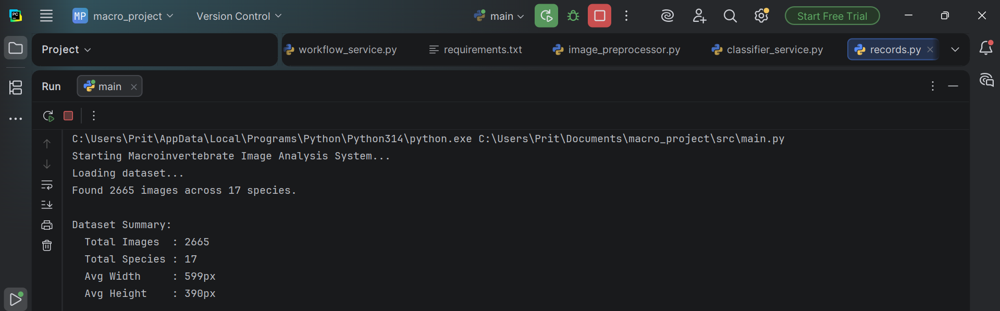 PC
MP macro_project Version Control main Start Free Trial
Project workflow_service.py requirements.txt image_preprocessor.py classifier_service.py records.py
Run main
C:\Users\Prit\AppData\Local\Programs\Python\Python314\python.exe C:\Users\Prit\Documents\macro_project\src\main.py
Starting Macroinvertebrate Image Analysis System...
Loading dataset...
Found 2665 images across 17 species.
Dataset Summary:
Total Images : 2665
Total Species : 17
Avg Width : 599px
Avg Height : 390px